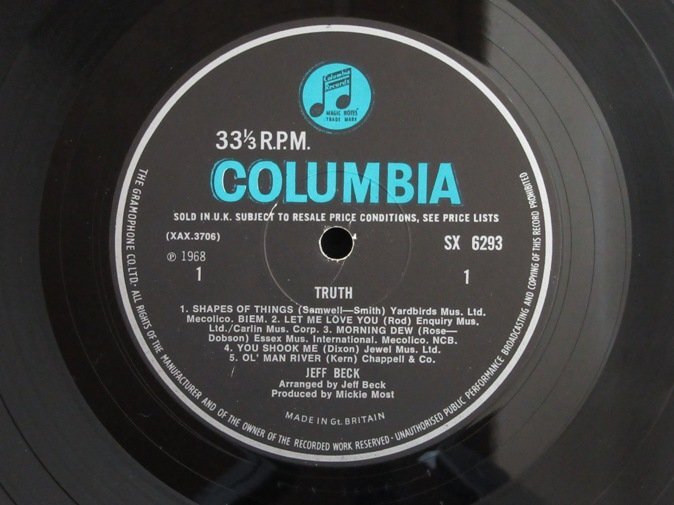 Columbia
Records
MAGIC NOTES
TRADE MARK
33⅓ R.P.M.
COLUMBIA
SOLD IN U.K. SUBJECT TO RESALE PRICE CONDITIONS, SEE PRICE LISTS
(XAX.3706)
SX 6293
℗ 1968
1
1
TRUTH
1. SHAPES OF THINGS (Samwell—Smith) Yardbirds Mus. Ltd.
Mecolico. BIEM. 2. LET ME LOVE YOU (Rod) Enquiry Mus.
Ltd./Carlin Mus. Corp. 3. MORNING DEW (Rose—
Dobson) Essex Mus. International. Mecolico. NCB.
4. YOU SHOOK ME (Dixon) Jewel Mus. Ltd.
5. OL' MAN RIVER (Kern) Chappell & Co.
JEFF BECK
Arranged by Jeff Beck
Produced by Mickie Most
MADE IN Gt. BRITAIN
THE GRAMOPHONE CO. LTD. ALL RIGHTS OF THE MANUFACTURER AND OF THE OWNER OF THE RECORDED WORK RESERVED · UNAUTHORISED PUBLIC PERFORMANCE BROADCASTING AND COPYING OF THIS RECORD PROHIBITED